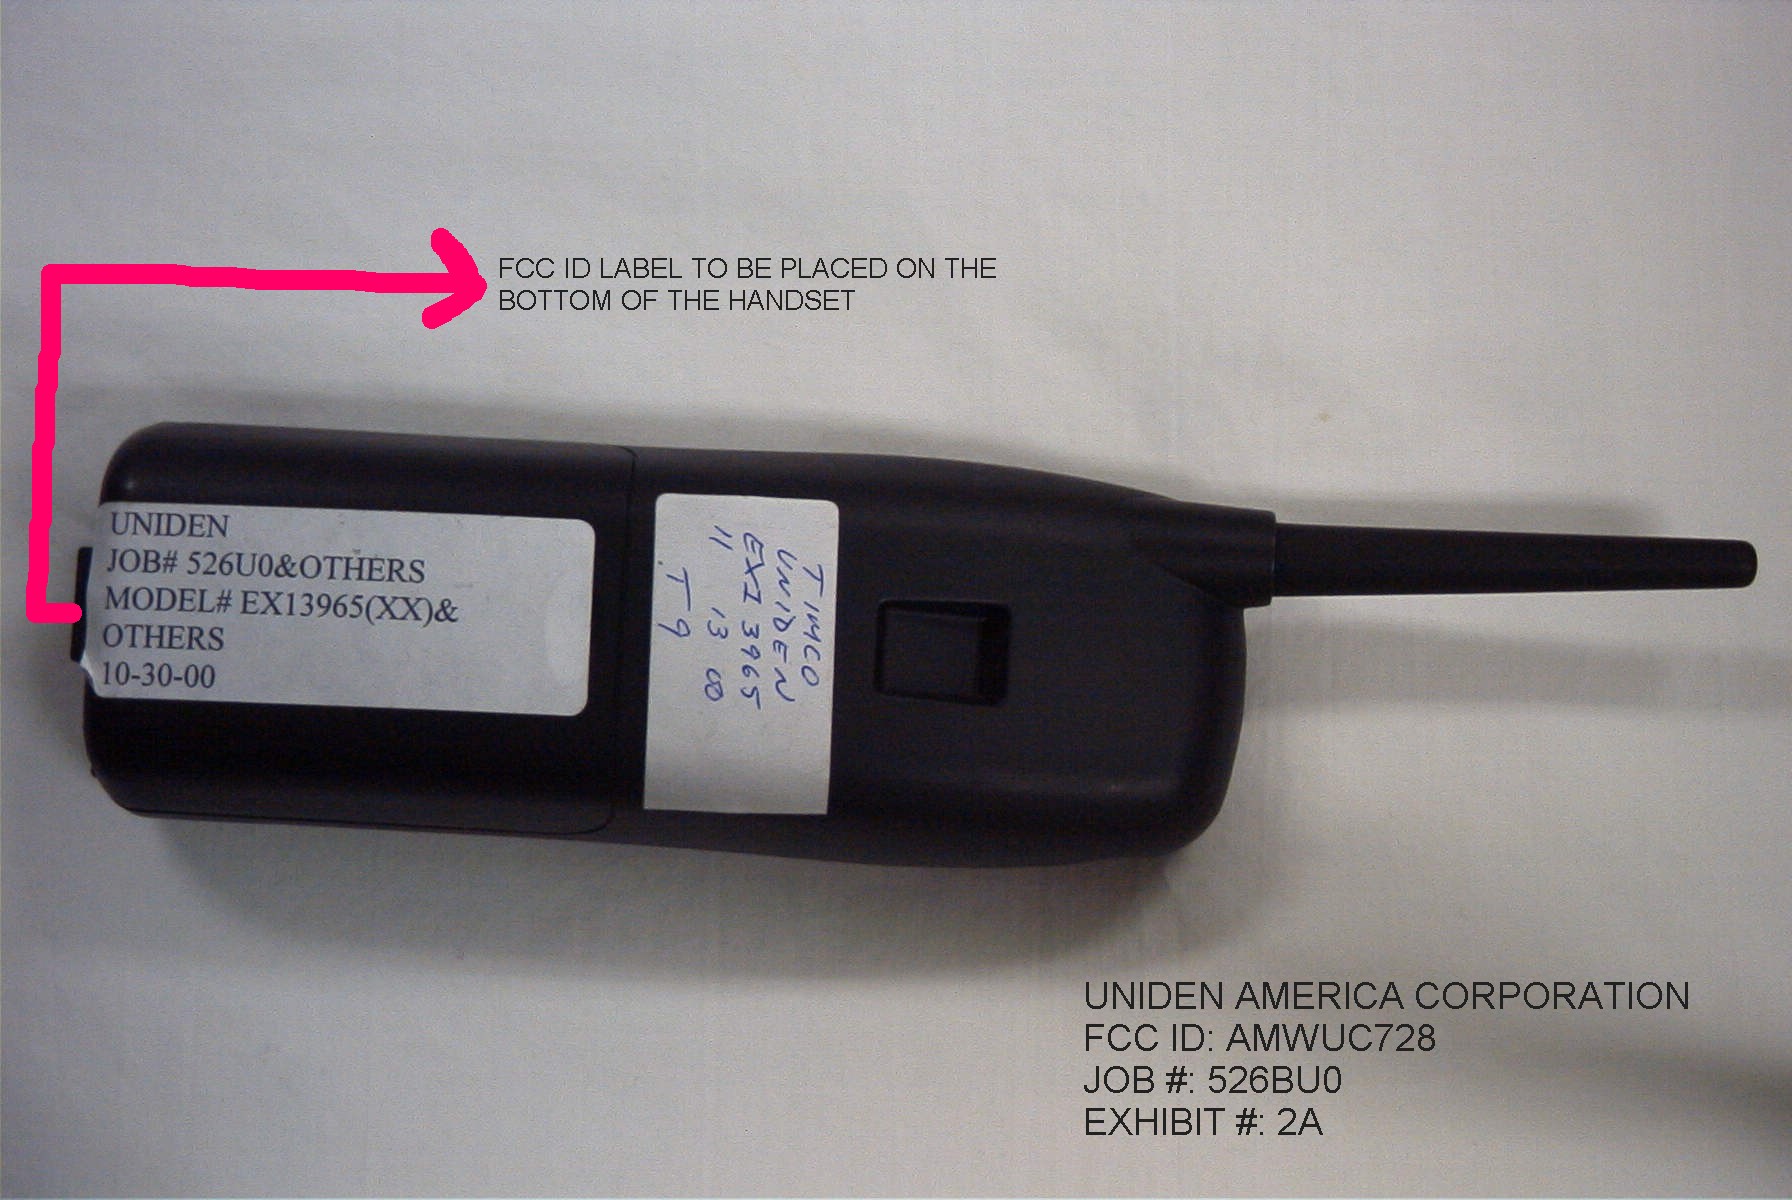 FCC ID LABEL TO BE PLACED ON THE
BOTTOM OF THE HANDSET
UNIDEN
JOB# 526U0&OTHERS
MODEL# EX13965(XX)&
OTHERS
10-30-00
TIMCO
UNIDEN
EXI 3965
11 13 00
T9
UNIDEN AMERICA CORPORATION
FCC ID: AMWUC728
JOB #: 526BU0
EXHIBIT #: 2A